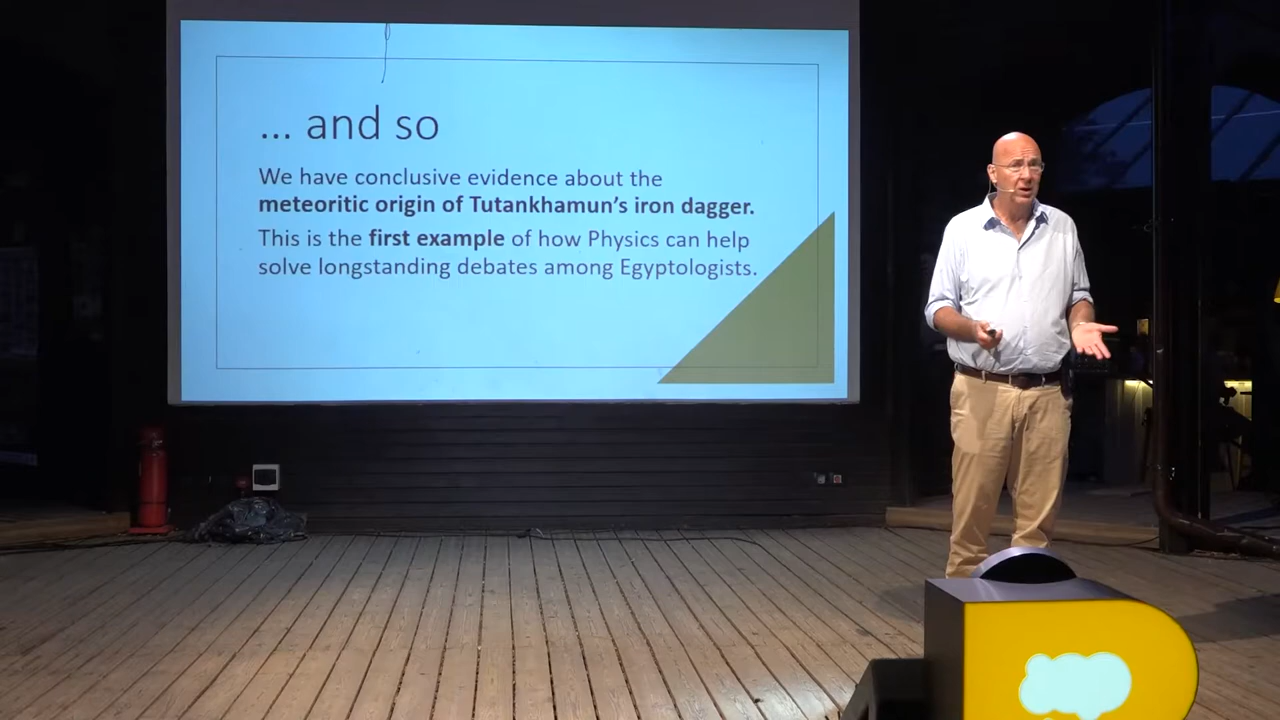 ... and so
We have conclusive evidence about the
meteoritic origin of Tutankhamun’s iron dagger.
This is the first example of how Physics can help
solve longstanding debates among Egyptologists.